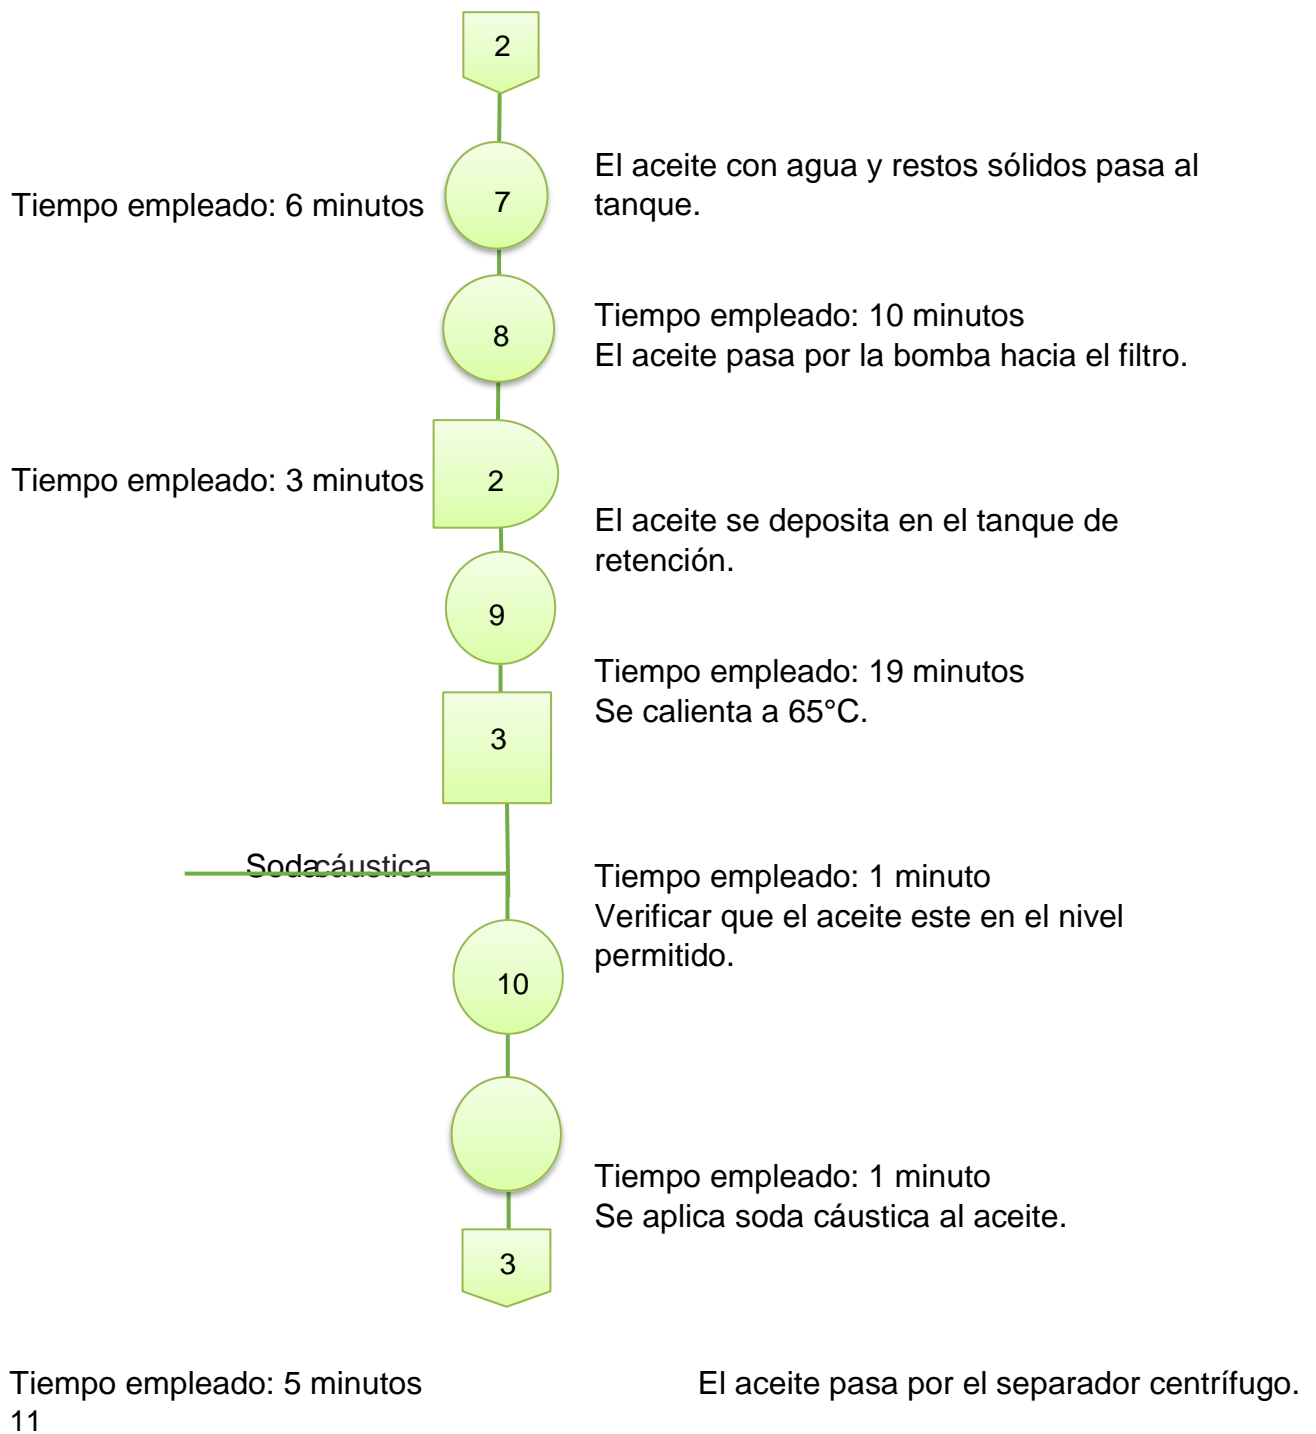 2
El aceite con agua y restos sólidos pasal al
Tiempo empleado: 6 minutos
7
tanque.
Tiempo empleado: 10 minutos
8
El aceite pasa por la bomba hacia el filtro.
Tiempo empleado: 3 minutos
2
El aceite se deposita en el tanque de
retención.
9
Tiempo empleado: 19 minutos
Se calienta a 65°C.
3
Soda cáustica
Tiempo empleado: 1 minuto
Verificar que el aceite este en el nivel
permitido.
10
Tiempo empleado: 1 minuto
Se aplica soda cáustica al aceite.
3
Tiempo empleado: 5 minutos
El aceite pasa por el separador centrífugo.
11